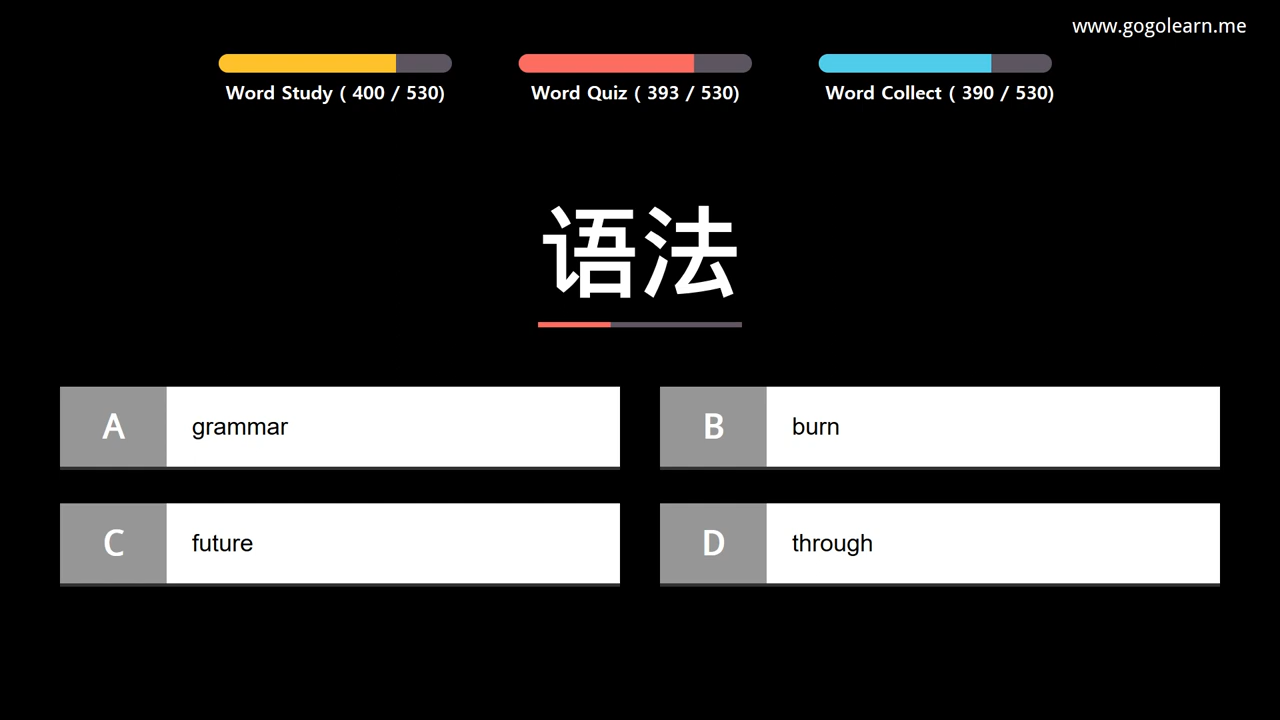 www.gogolearn.me
Word Study ( 400 / 530)
Word Quiz ( 393 / 530)
Word Collect ( 390 / 530)
语法
A grammar
B burn
C future
D through